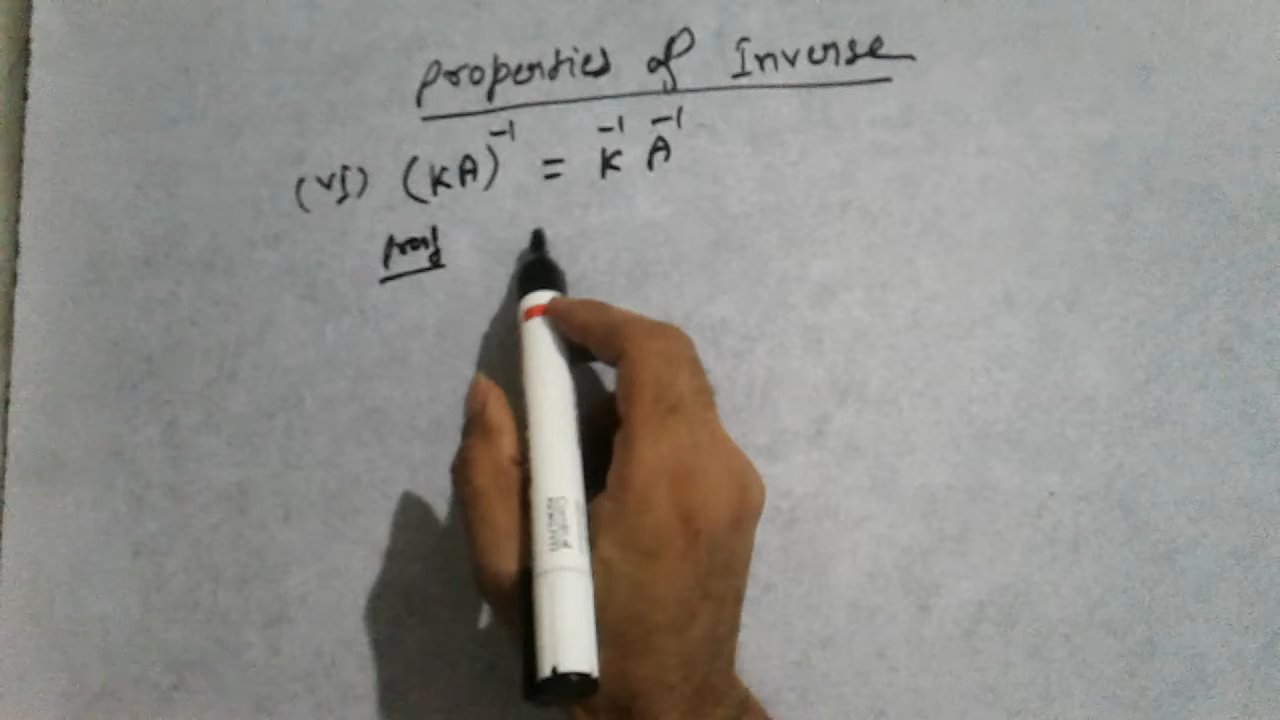 properties of Inverse
(VI) (KA)⁻¹ = K⁻¹ A⁻¹
proof